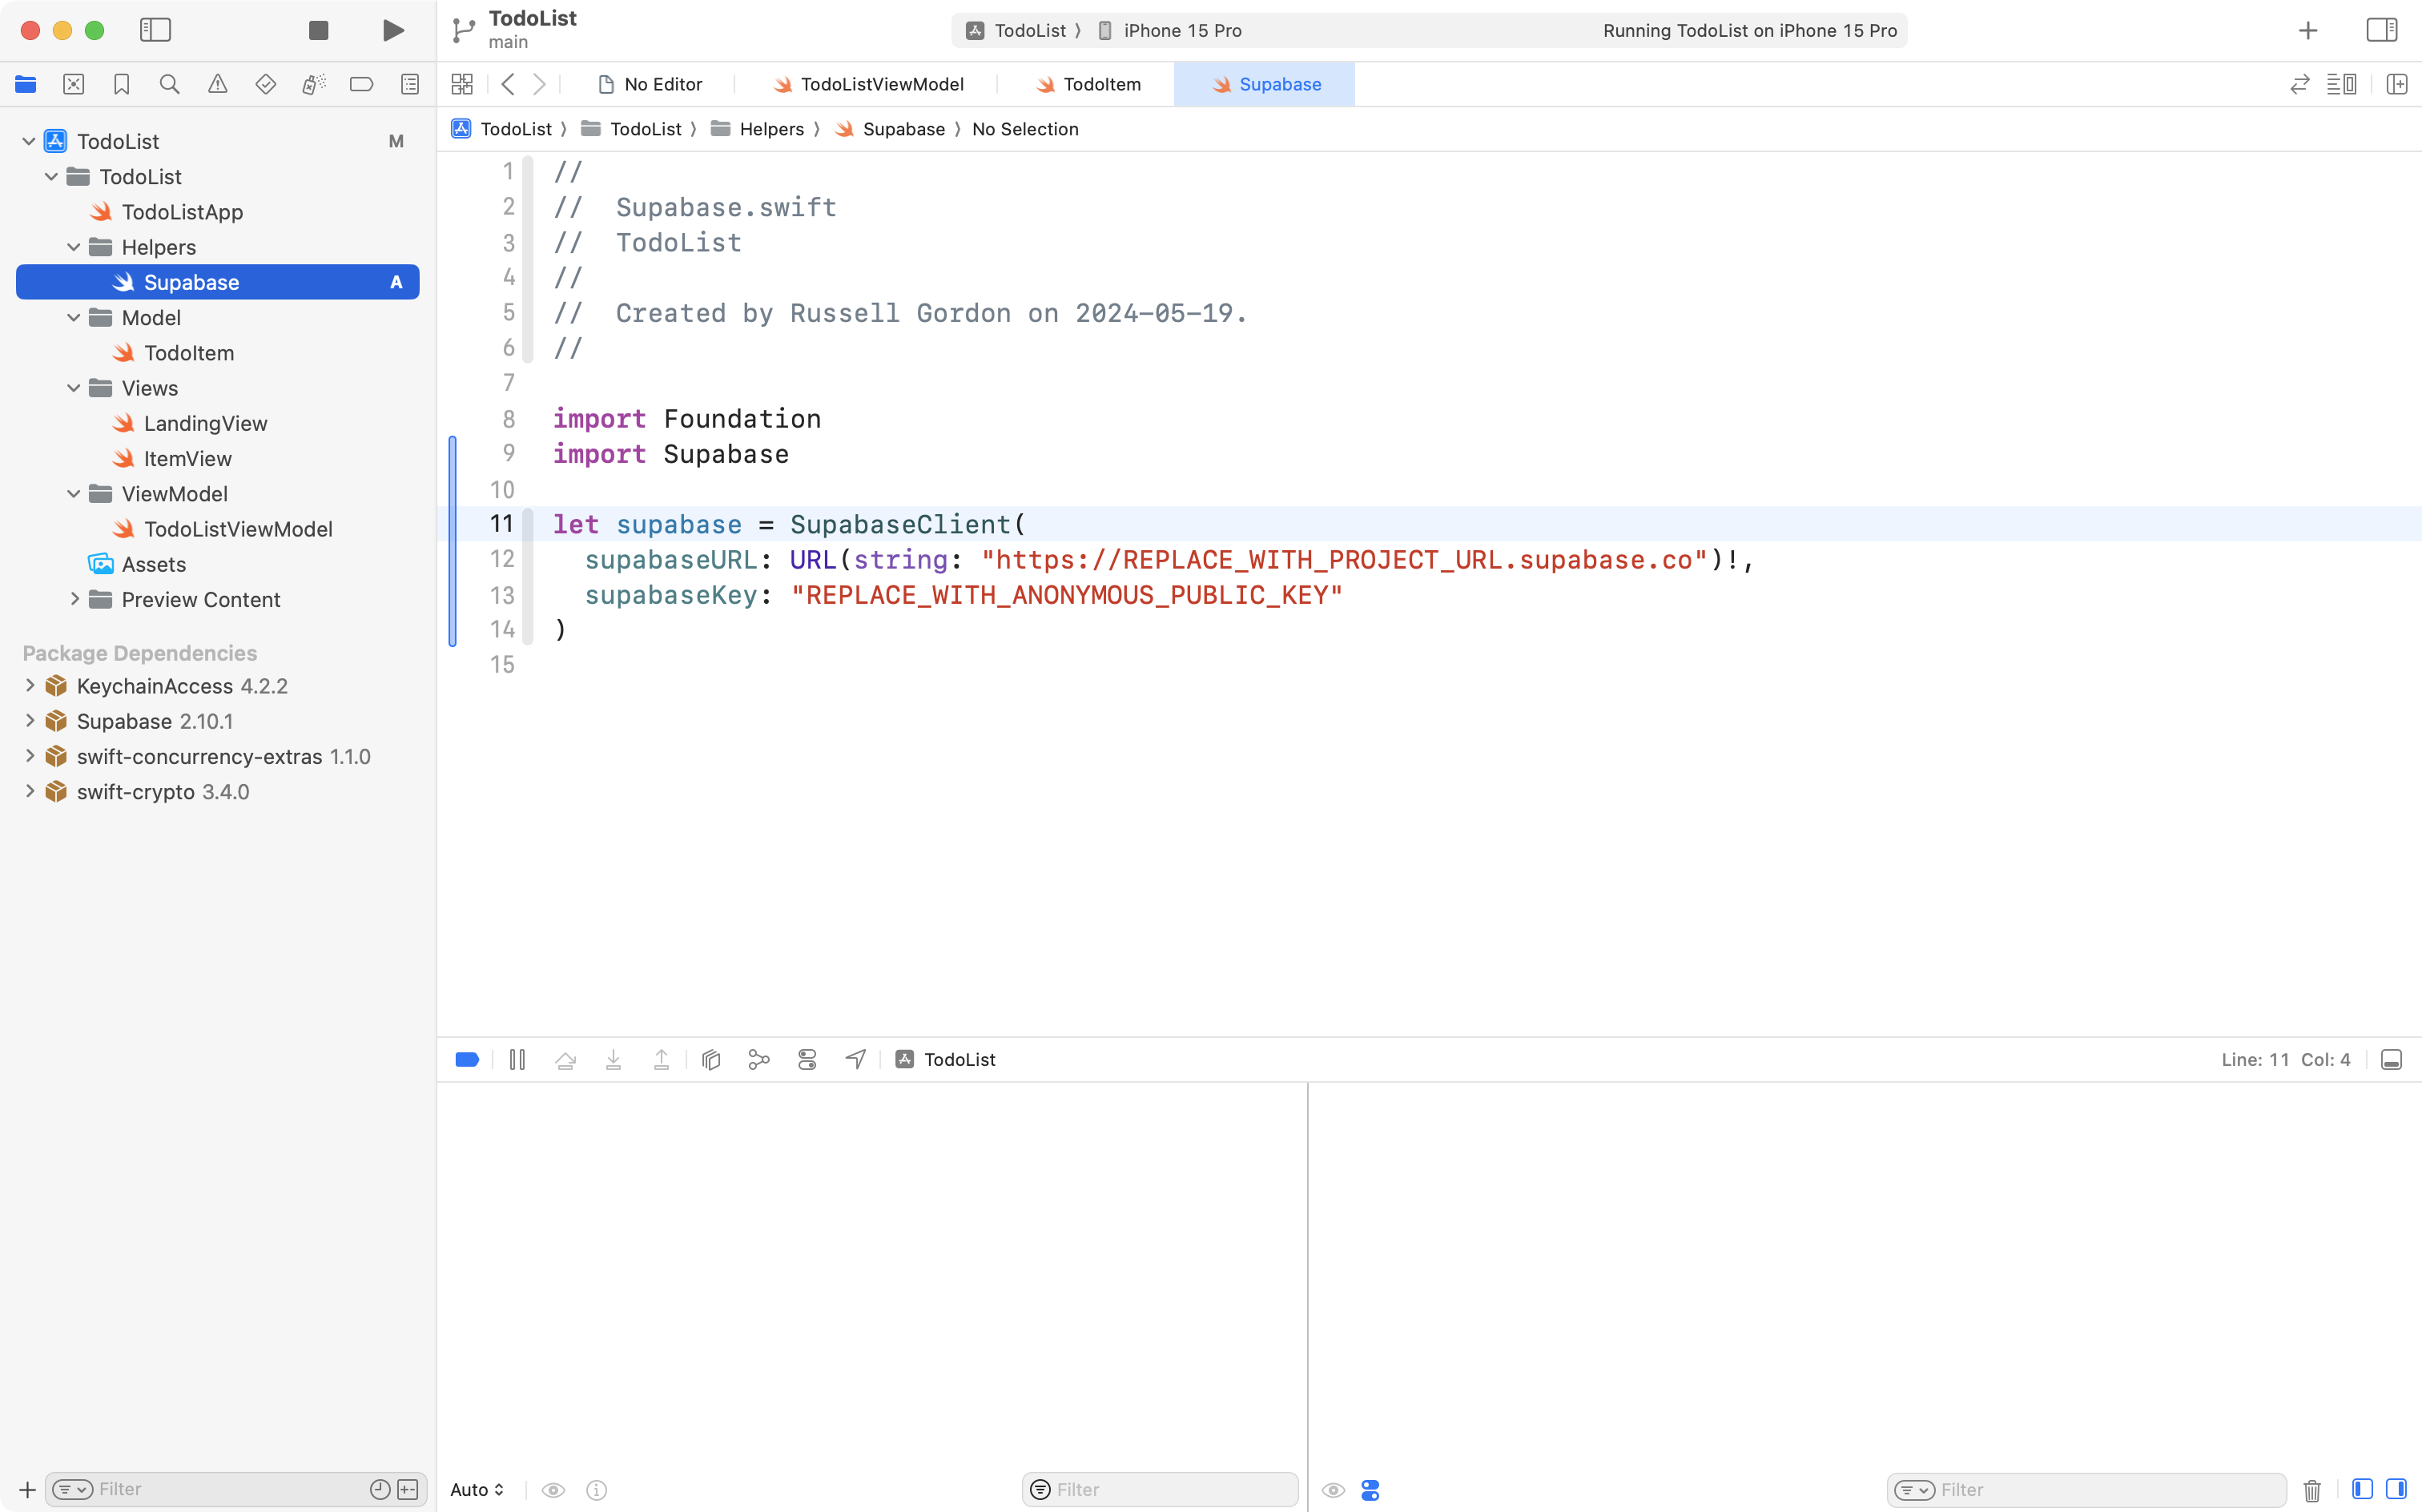 TodoList
main
TodoList
iPhone 15 Pro
Running TodoList on iPhone 15 Pro
No Editor
TodoListViewModel
TodoItem
Supabase
TodoList
TodoList
Helpers
Supabase
No Selection
TodoList
M
TodoList
TodoListApp
Helpers
Supabase
A
Model
TodoItem
Views
LandingView
ItemView
ViewModel
TodoListViewModel
Assets
Preview Content
Package Dependencies
KeychainAccess 4.2.2
Supabase 2.10.1
swift-concurrency-extras 1.1.0
swift-crypto 3.4.0
Filter
1 //
2 //  Supabase.swift
3 //  TodoList
4 //
5 //  Created by Russell Gordon on 2024-05-19.
6 //
7
8 import Foundation
9 import Supabase
10
11 let supabase = SupabaseClient(
12   supabaseURL: URL(string: "https://REPLACE_WITH_PROJECT_URL.supabase.co")!,
13   supabaseKey: "REPLACE_WITH_ANONYMOUS_PUBLIC_KEY"
14 )
15
TodoList
Line: 11 Col: 4
Auto
Filter
Filter